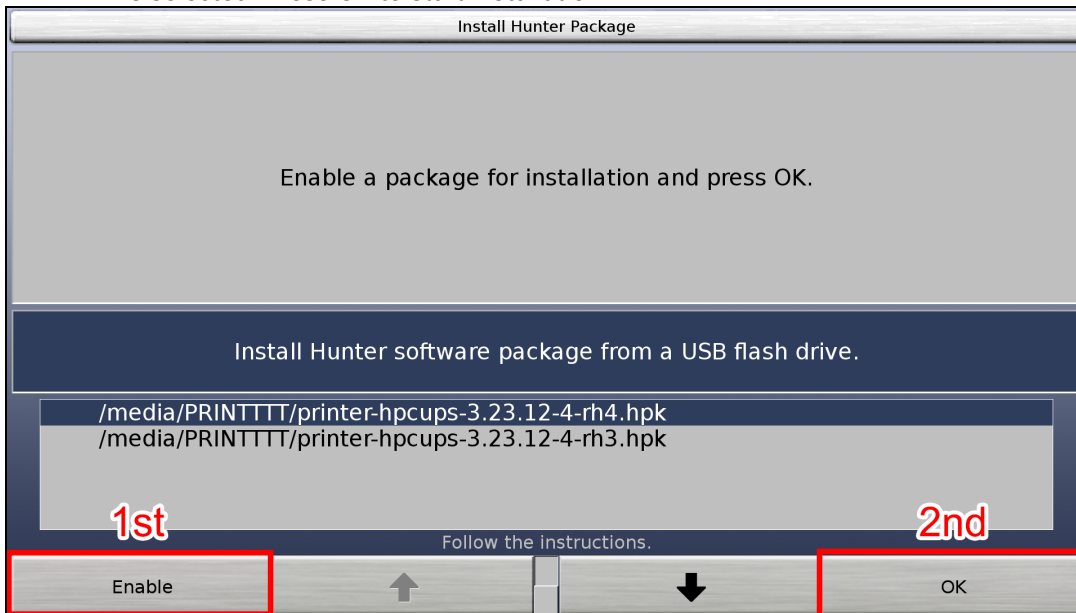 Install Hunter Package
Enable a package for installation and press OK.
Install Hunter software package from a USB flash drive.
/media/PRINTTTT/printer-hpcups-3.23.12-4-rh4.hpk
/media/PRINTTTT/printer-hpcups-3.23.12-4-rh3.hpk
1st
2nd
Follow the instructions.
Enable
OK